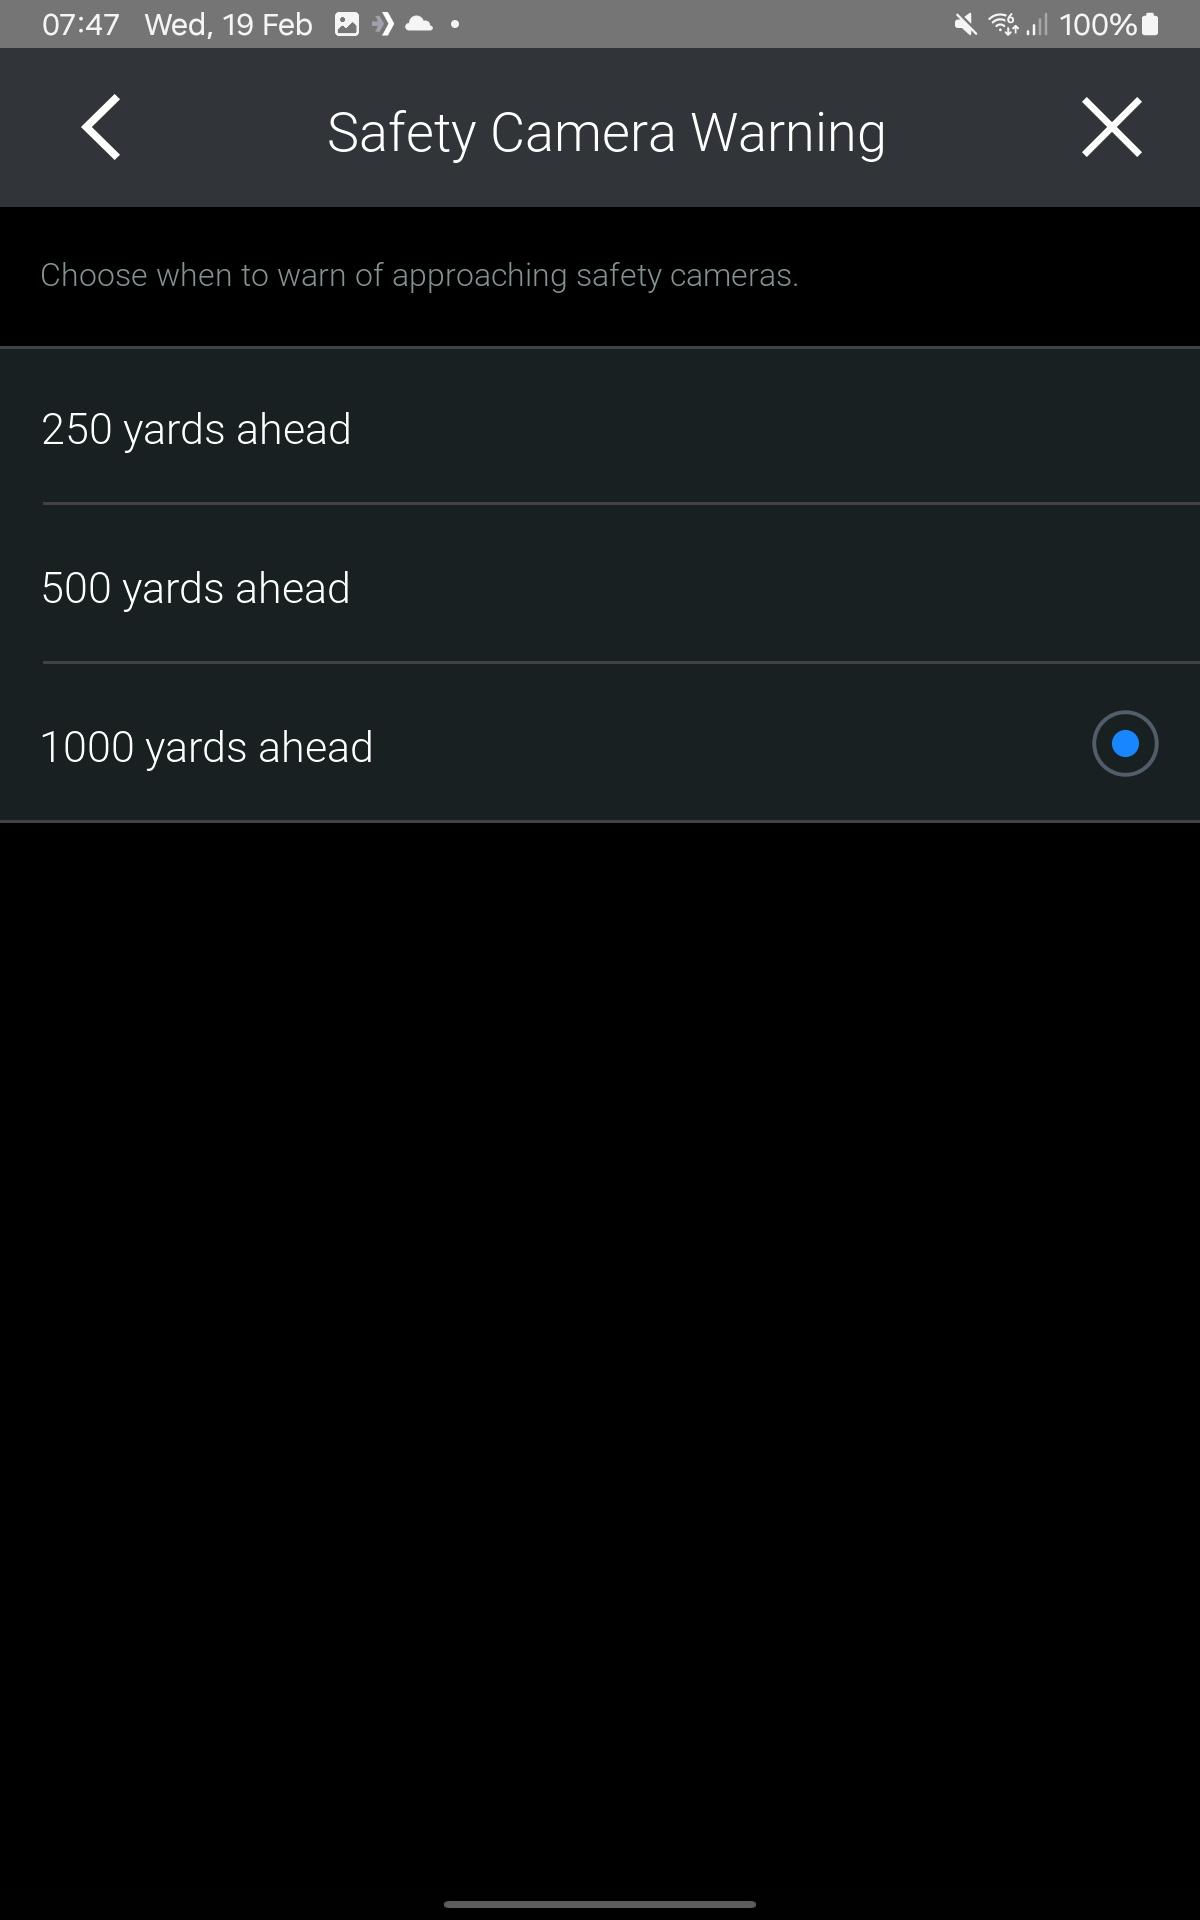 07:47 Wed, 19 Feb 100%
Safety Camera Warning
Choose when to warn of approaching safety cameras.
250 yards ahead
500 yards ahead
1000 yards ahead